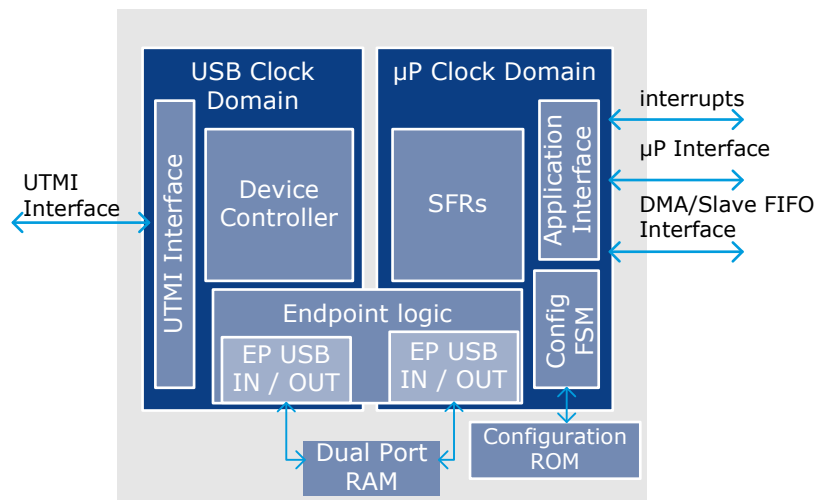 USB Clock
Domain
µP Clock Domain
interrupts
µP Interface
DMA/Slave FIFO
Interface
UTMI
Interface
UTMI Interface
Device
Controller
SFRs
Application
Interface
Endpoint logic
EP USB
IN / OUT
EP USB
IN / OUT
Config
FSM
Dual Port
RAM
Configuration
ROM